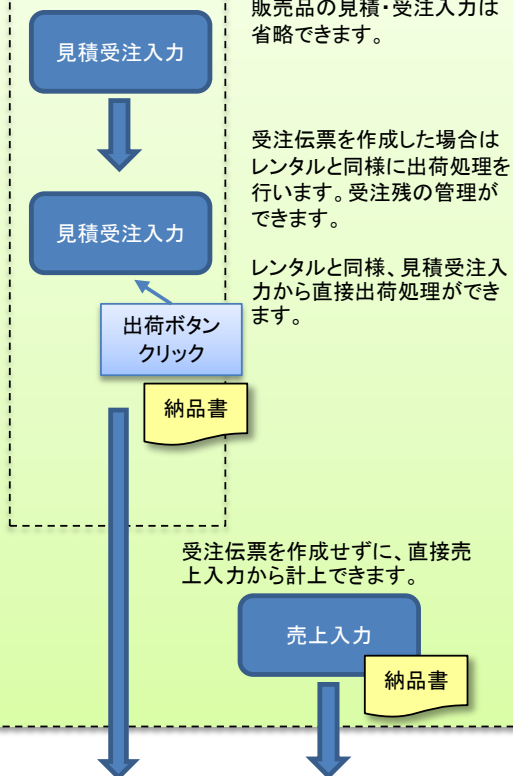 販売品の見積・受注入力は
省略できます。
見積受注入力
受注伝票を作成した場合は
レンタルと同様に出荷処理を
行います。受注残の管理が
できます。
見積受注入力
レンタルと同様、見積受注入
力から直接出荷処理ができ
ます。
出荷ボタン
クリック
納品書
受注伝票を作成せずに、直接売
上入力から計上できます。
売上入力
納品書